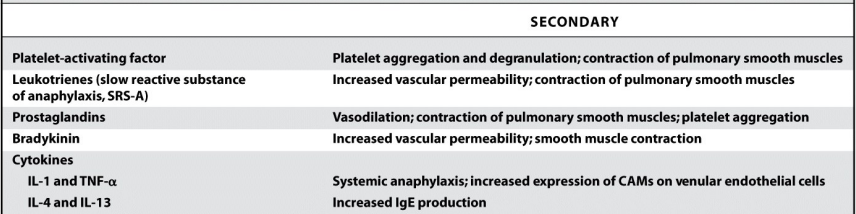 SECONDARY
Platelet-activating factor Platelet aggregation and degranulation; contraction of pulmonary smooth muscles
Leukotrienes (slow reactive substance of anaphylaxis, SRS-A) Increased vascular permeability; contraction of pulmonary smooth muscles
Prostaglandins Vasodilation; contraction of pulmonary smooth muscles; platelet aggregation
Bradykinin Increased vascular permeability; smooth muscle contraction
Cytokines
IL-1 and TNF-α Systemic anaphylaxis; increased expression of CAMs on venular endothelial cells
IL-4 and IL-13 Increased IgE production